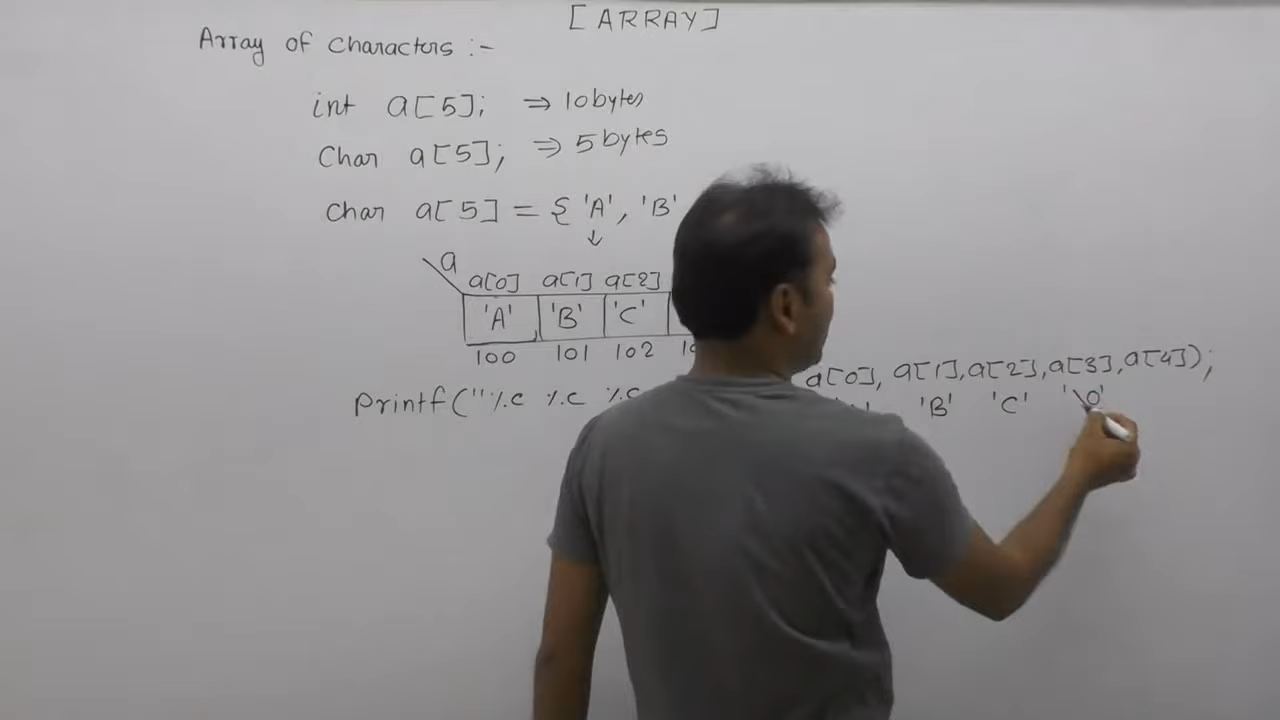 [ARRAY]
Array of characters :-
int a[5]; ⇒ 10 bytes
Char a[5]; ⇒ 5 bytes
Char a[5] = { 'A', 'B'
↓
a
a[0] a[1] a[2]
'A' 'B' 'C'
100 101 102
Printf("%c %c %c a[0], a[1], a[2], a[3], a[4]);
'B' 'C' '\0'